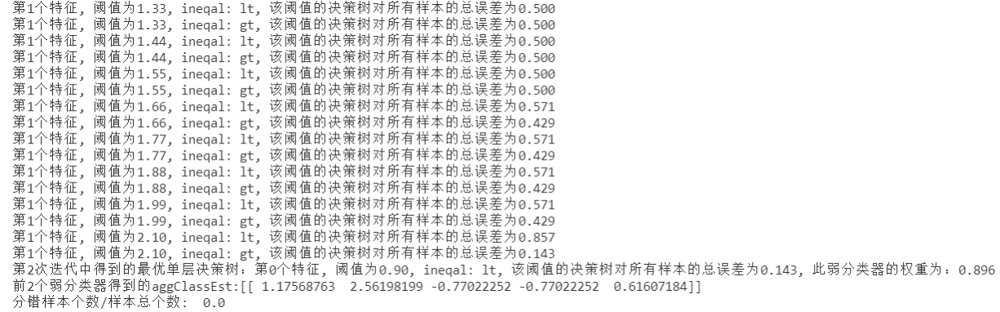 第1个特征, 阈值为1.33, ineqal: lt, 该阈值的决策树对所有样本的总误差为0.500
第1个特征, 阈值为1.33, ineqal: gt, 该阈值的决策树对所有样本的总误差为0.500
第1个特征, 阈值为1.44, ineqal: lt, 该阈值的决策树对所有样本的总误差为0.500
第1个特征, 阈值为1.44, ineqal: gt, 该阈值的决策树对所有样本的总误差为0.500
第1个特征, 阈值为1.55, ineqal: lt, 该阈值的决策树对所有样本的总误差为0.500
第1个特征, 阈值为1.55, ineqal: gt, 该阈值的决策树对所有样本的总误差为0.500
第1个特征, 阈值为1.66, ineqal: lt, 该阈值的决策树对所有样本的总误差为0.571
第1个特征, 阈值为1.66, ineqal: gt, 该阈值的决策树对所有样本的总误差为0.429
第1个特征, 阈值为1.77, ineqal: lt, 该阈值的决策树对所有样本的总误差为0.571
第1个特征, 阈值为1.77, ineqal: gt, 该阈值的决策树对所有样本的总误差为0.429
第1个特征, 阈值为1.88, ineqal: lt, 该阈值的决策树对所有样本的总误差为0.571
第1个特征, 阈值为1.88, ineqal: gt, 该阈值的决策树对所有样本的总误差为0.429
第1个特征, 阈值为1.99, ineqal: lt, 该阈值的决策树对所有样本的总误差为0.571
第1个特征, 阈值为1.99, ineqal: gt, 该阈值的决策树对所有样本的总误差为0.429
第1个特征, 阈值为2.10, ineqal: lt, 该阈值的决策树对所有样本的总误差为0.857
第1个特征, 阈值为2.10, ineqal: gt, 该阈值的决策树对所有样本的总误差为0.143
第2次迭代中得到的最优单层决策树：第0个特征, 阈值为0.90, ineqal: lt, 该阈值的决策树对所有样本的总误差为0.143, 此弱分类器的权重为：0.896
前2个弱分类器得到的aggClassEst:[[ 1.17568763  2.56198199 -0.77022252 -0.77022252  0.61607184]]
分错样本个数/样本总个数:  0.0